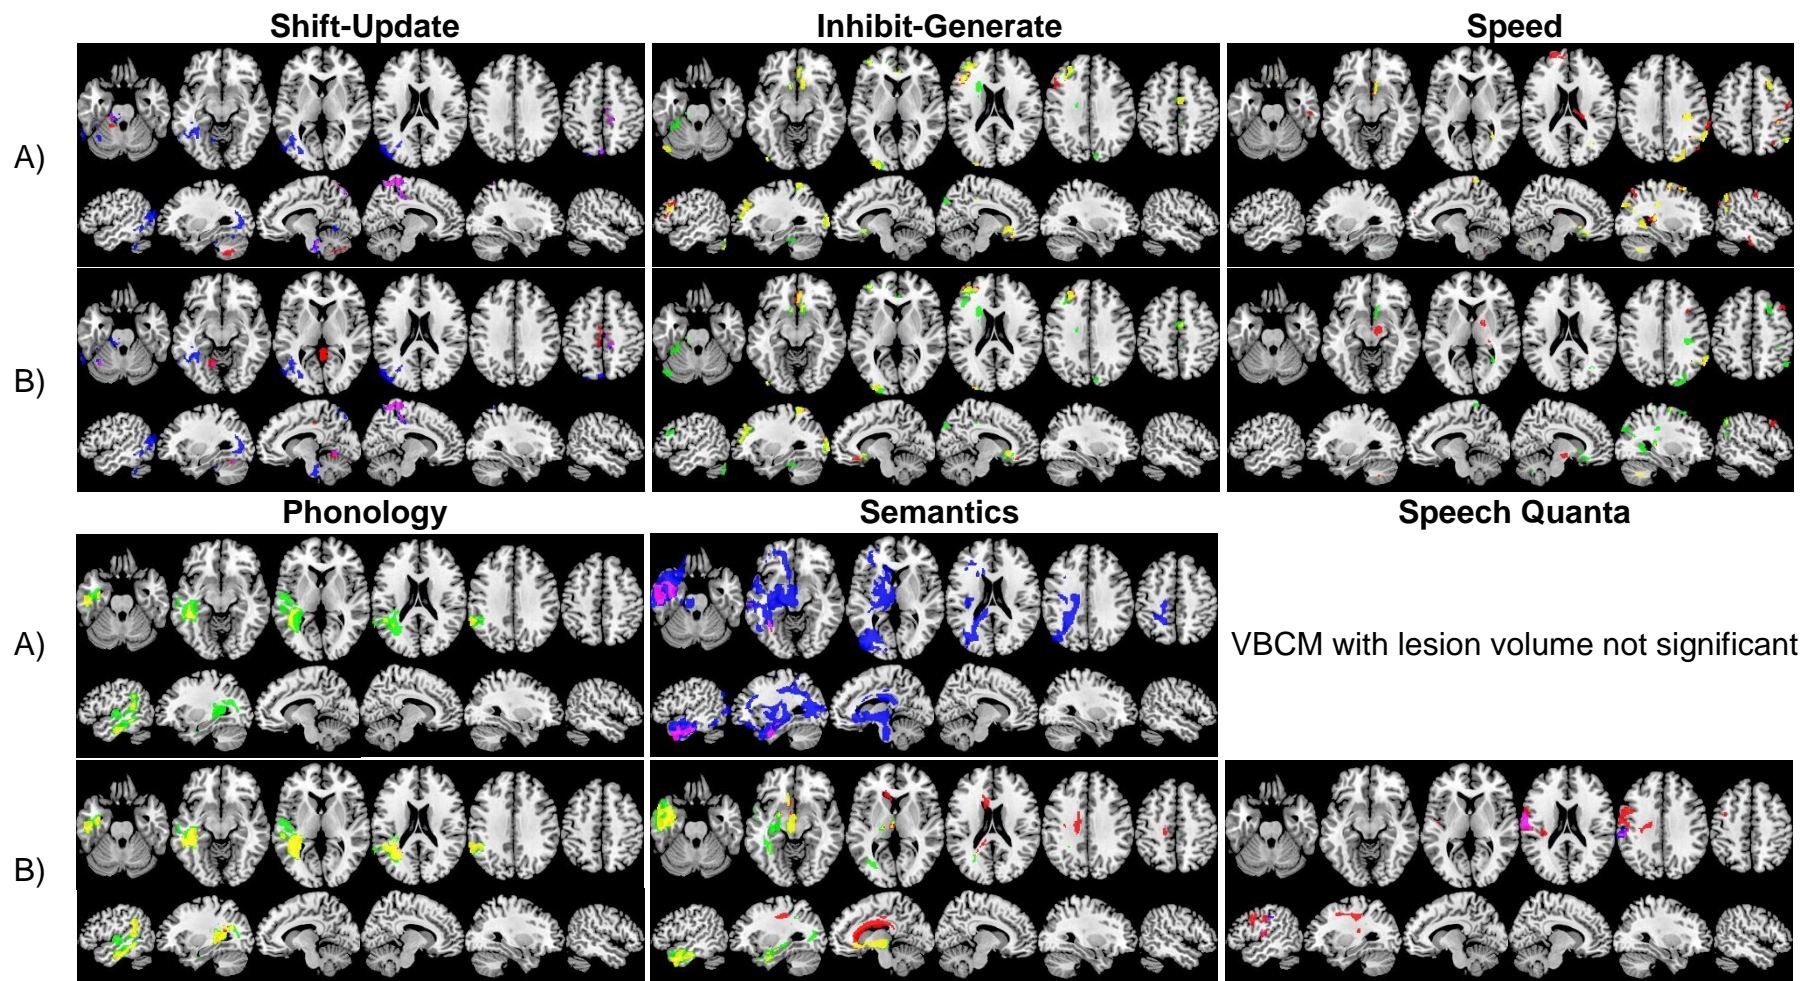 Shift-Update Inhibit-Generate Speed
A)
B)
Phonology Semantics Speech Quanta
A) VBCM with lesion volume not significant
B)